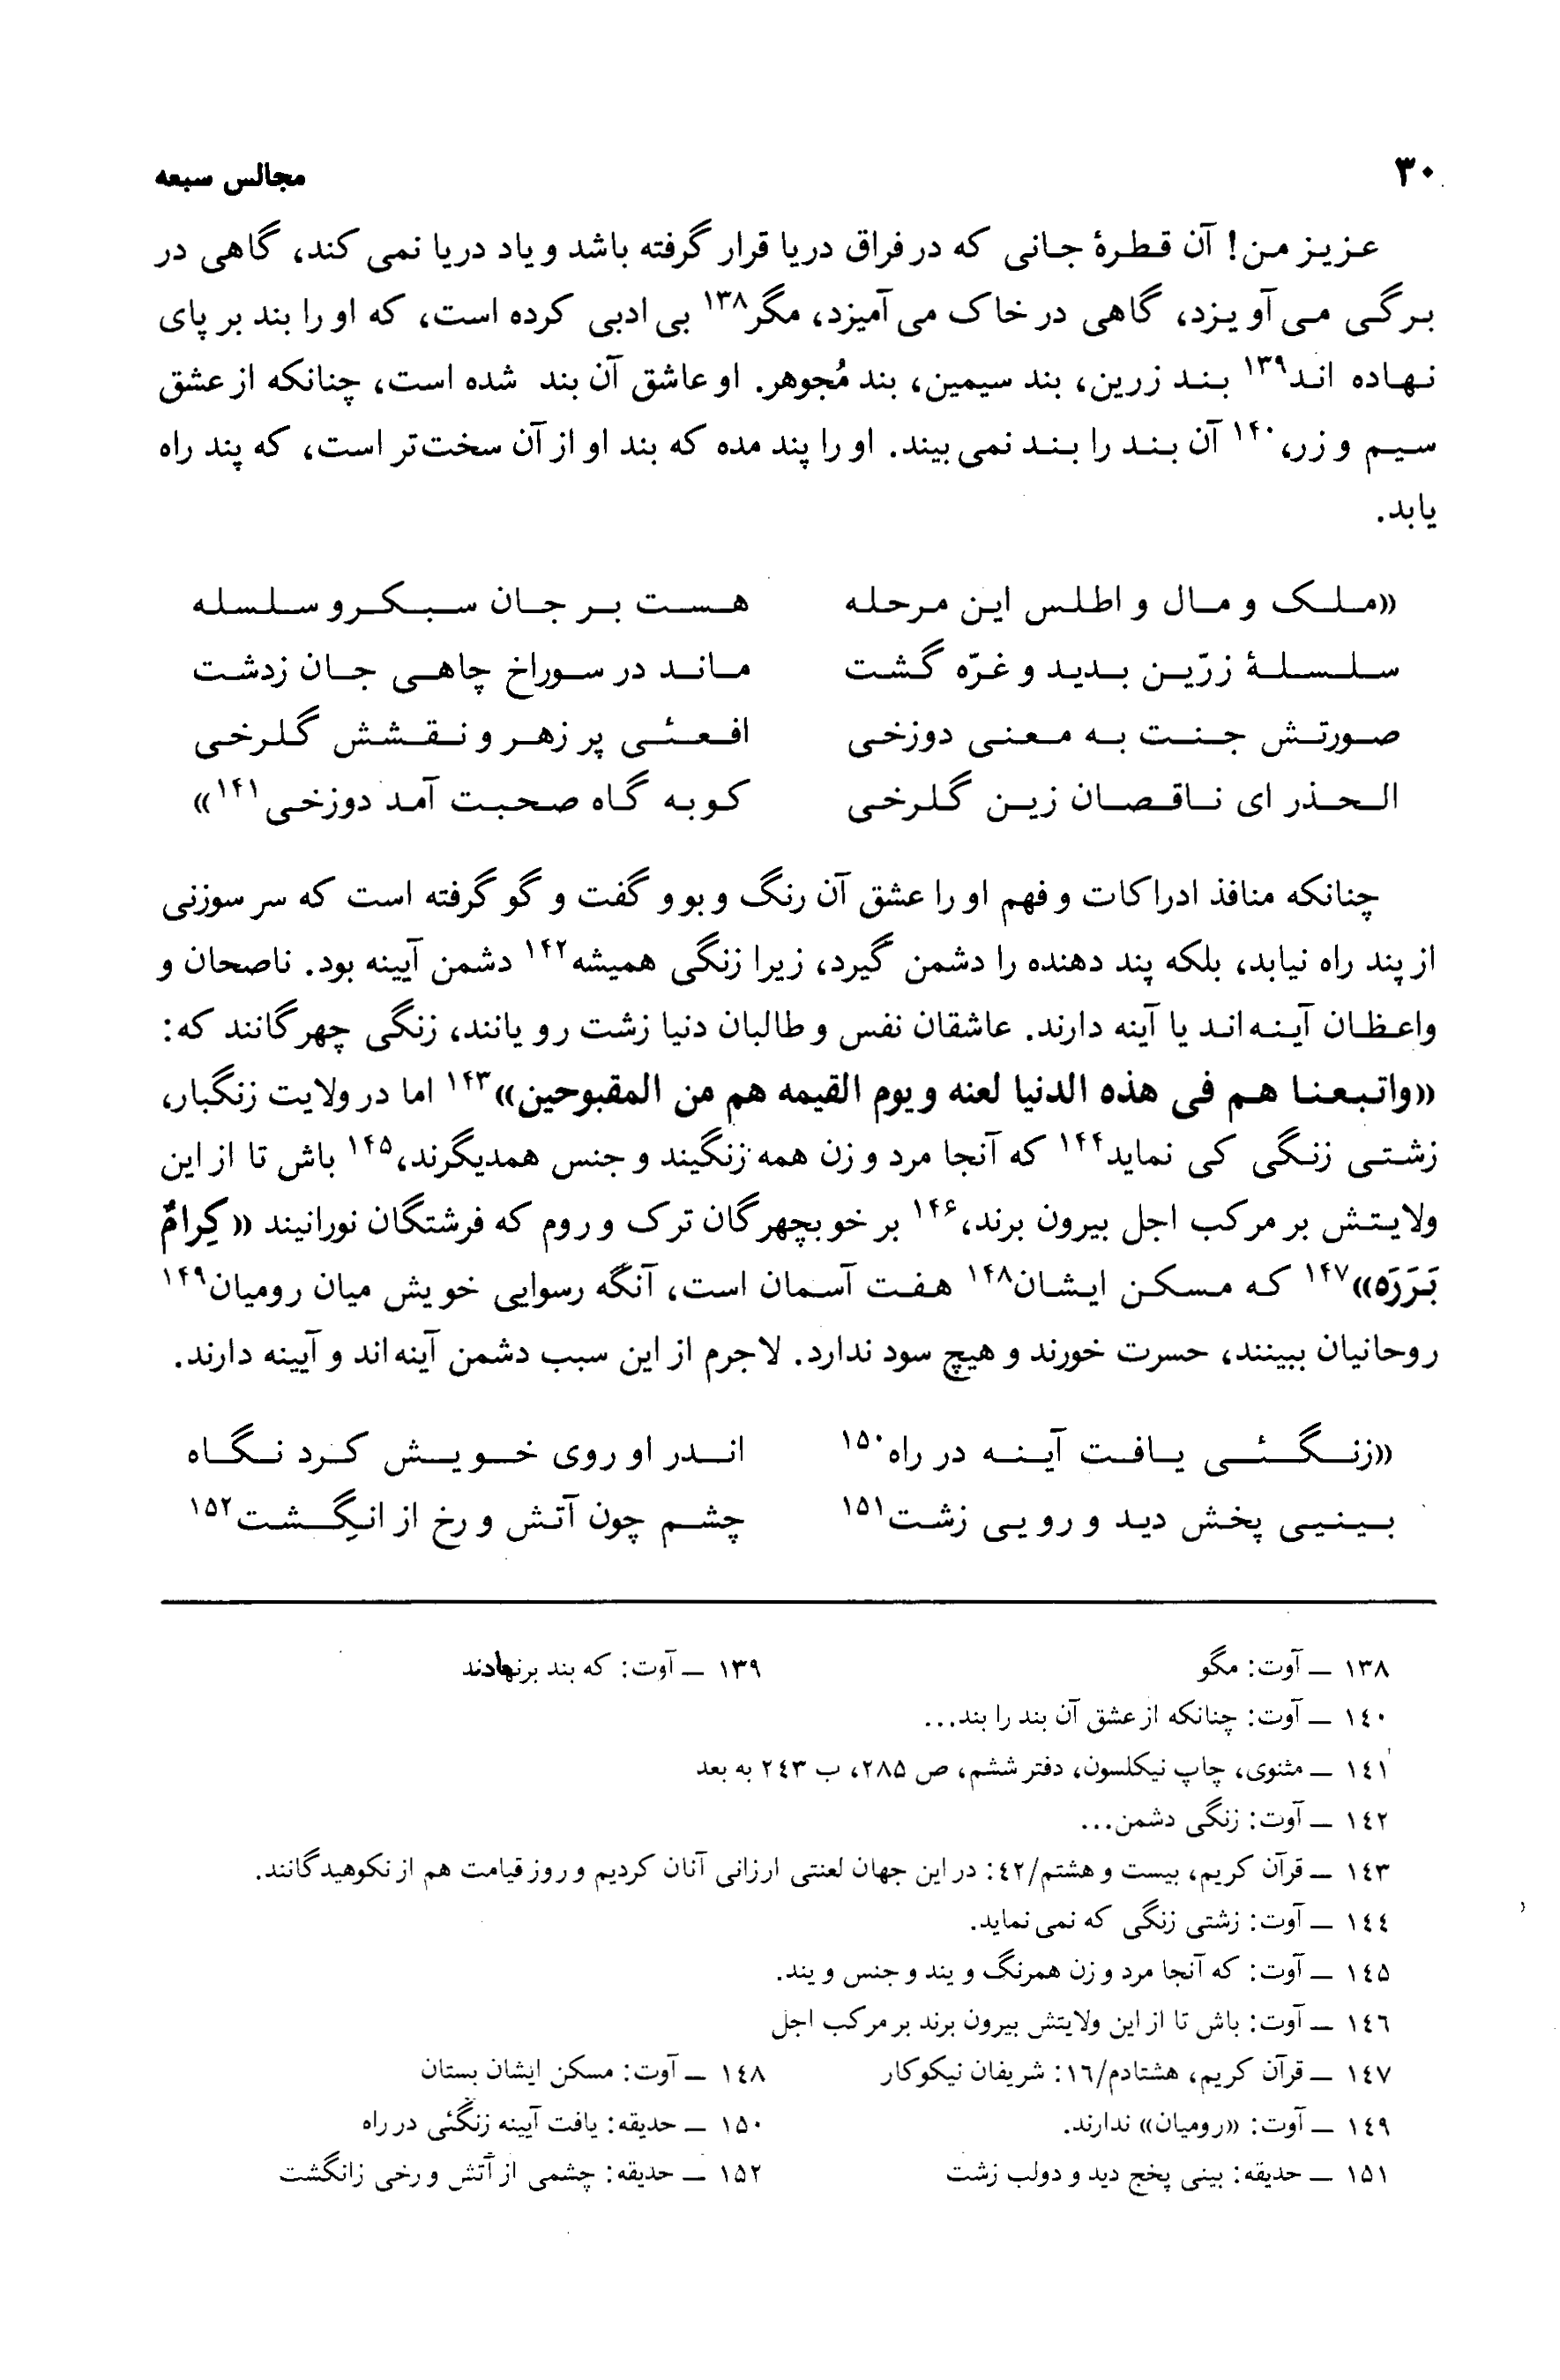 ۳۰ مجالس سبعه
عزیز من! آن قطرهٔ جانی که در فراق دریا قرار گرفته باشد و یاد دریا نمی کند، گاهی در
برگی می آویزد، گاهی در خاک می آمیزد، مگر۱۳۸ بی ادبی کرده است، که او را بند بر پای
نهاده اند۱۳۹ بند زرین، بند سیمین، بند مُجوهر. او عاشق آن بند شده است، چنانکه از عشق
سیم و زر،۱۴۰ آن بند را بند نمی بیند. او را پند مده که بند او از آن سخت‌تر است، که پند راه
یابد.
«ملک و مال و اطلس این مرحله هست بر جان سبکرو سلسله
سلسلهٔ زرّین بدید و غرّه گشت ماند در سوراخ چاهی جان زدشت
صورتش جنت به معنی دوزخی افعئی پر زهر و نقشش گلرخی
الحذر ای ناقصان زین گلرخی کو به گاه صحبت آمد دوزخی۱۴۱»
چنانکه منافذ ادراکات و فهم او را عشق آن رنگ و بو و گفت و گو گرفته است که سر سوزنی
از پند راه نیابد، بلکه پند دهنده را دشمن گیرد، زیرا زنگی همیشه۱۴۲ دشمن آیینه بود. ناصحان و
واعظان آینه‌اند یا آینه دارند. عاشقان نفس و طالبان دنیا زشت رویانند، زنگی چهرگانند که:
«واتبعنا هم فی هذه الدنیا لعنه و یوم القیمه هم من المقبوحین»۱۴۳ اما در ولایت زنگبار،
زشتی زنگی کی نماید۱۴۴ که آنجا مرد و زن همه زنگیند و جنس همدیگرند،۱۴۵ باش تا از این
ولایتش بر مرکب اجل بیرون برند،۱۴۶ بر خوبچهرگان ترک و روم که فرشتگان نورانیند «کِرامٌ
بَرَرَه»۱۴۷ که مسکن ایشان۱۴۸ هفت آسمان است، آنگه رسوایی خویش میان رومیان۱۴۹
روحانیان ببینند، حسرت خورند و هیچ سود ندارد. لاجرم از این سبب دشمن آینه‌اند و آیینه دارند.
«زنگئی یافت آینه در راه۱۵۰ اندر او روی خویش کرد نگاه
بینیی پخش دید و رویی زشت۱۵۱ چشم چون آتش و رخ از انگِشت۱۵۲
۱۳۸ ــ آوت: مگو ۱۳۹ ــ آوت: که بند برنهادند
۱٤۰ ــ آوت: چنانکه از عشق آن بند را بند...
۱٤۱ ــ مثنوی، چاپ نیکلسون، دفتر ششم، ص ۲۸۵، ب ۲٤۳ به بعد
۱٤۲ ــ آوت: زنگی دشمن...
۱٤۳ ــ قرآن کریم، بیست و هشتم/٤۲: در این جهان لعنتی ارزانی آنان کردیم و روز قیامت هم از نکوهیدگانند.
۱٤٤ ــ آوت: زشتی زنگی که نمی نماید.
۱٤۵ ــ آوت: که آنجا مرد و زن همرنگ ویند و جنس ویند.
۱٤٦ ــ آوت: باش تا از این ولایتش بیرون برند بر مرکب اجل
۱٤۷ ــ قرآن کریم، هشتادم/۱٦: شریفان نیکوکار ۱٤۸ ــ آوت: مسکن ایشان بستان
۱٤۹ ــ آوت: «رومیان» ندارند. ۱۵۰ ــ حدیقه: یافت آیینه زنگئی در راه
۱۵۱ ــ حدیقه: بینی پخج دید و دولب زشت ۱۵۲ ــ حدیقه: چشمی از آتش و رخی زانگشت